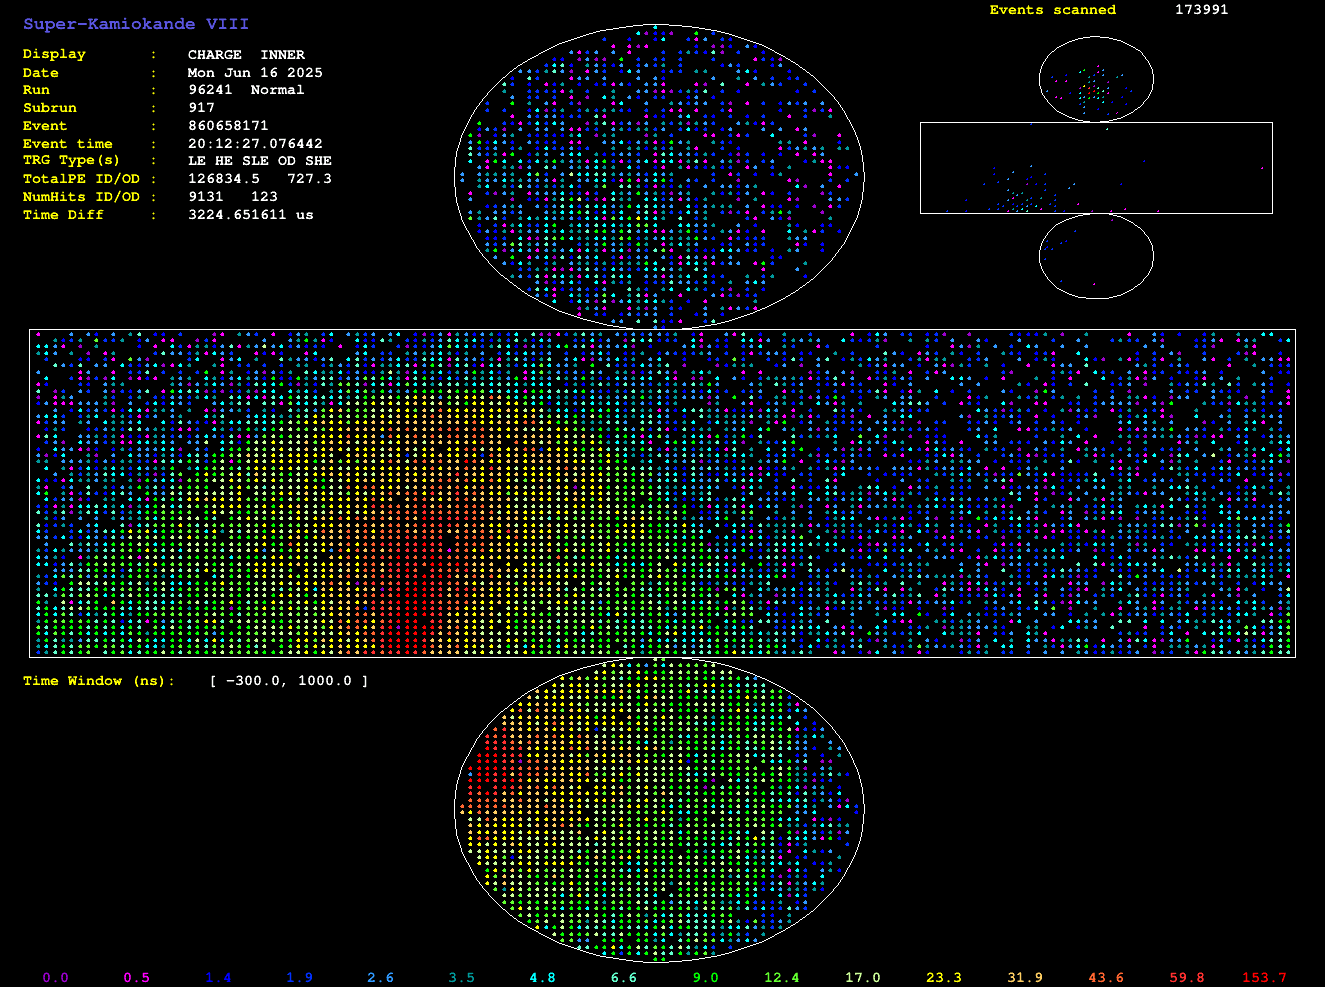 Super-Kamiokande VIII
Events scanned 173991
Display : CHARGE INNER
Date : Mon Jun 16 2025
Run : 96241 Normal
Subrun : 917
Event : 860658171
Event time : 20:12:27.076442
TRG Type(s) : LE HE SLE OD SHE
TotalPE ID/OD : 126834.5 727.3
NumHits ID/OD : 9131 123
Time Diff : 3224.651611 us
Time Window (ns): [ -300.0, 1000.0 ]
0.0 0.5 1.4 1.9 2.6 3.5 4.8 6.6 9.0 12.4 17.0 23.3 31.9 43.6 59.8 153.7